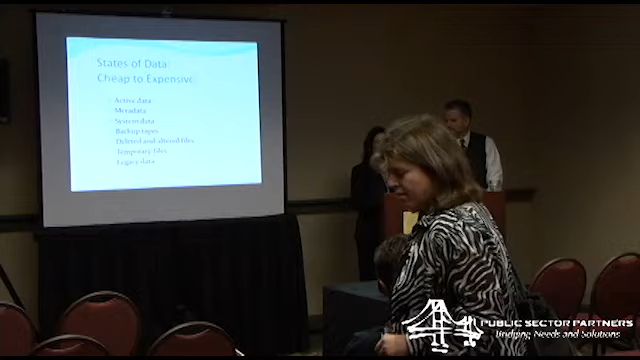 States of Data:
Cheap to Expensive
Active data
Metadata
System data
Backup tapes
Deleted and altered files
Temporary files
Legacy data
PUBLIC SECTOR PARTNERS
Bridging Needs and Solutions